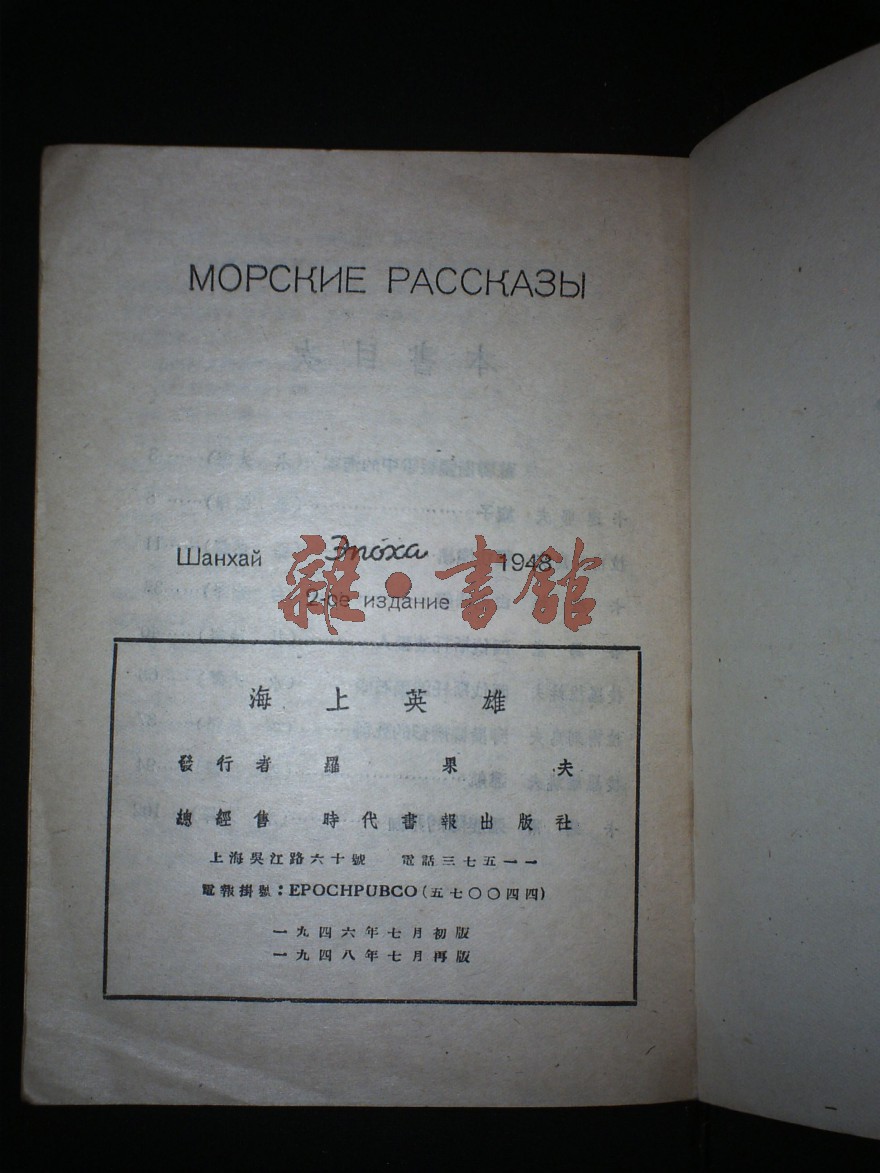 МОРСКИЕ РАССКАЗЫ
Шанхай Эпоха 1948
2-ое издание
雜·書館
海上英雄
發行者 羅果夫
總經售 時代書報出版社
上海吳江路六十號 電話三七五一一
電報掛號：EPOCHPUBCO(五七〇〇四四)
一九四六年七月初版
一九四八年七月再版